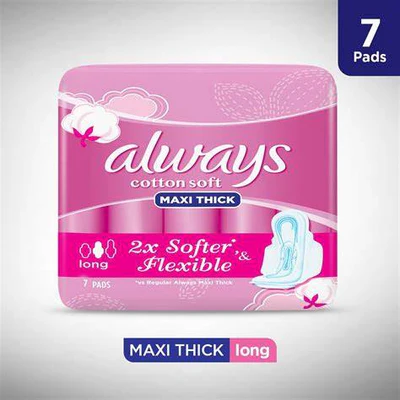 7
Pads
always
cotton soft
MAXI THICK
2x Softer*
& Flexible
long
*vs Regular Always Maxi Thick
7 PADS
MAXI THICK long